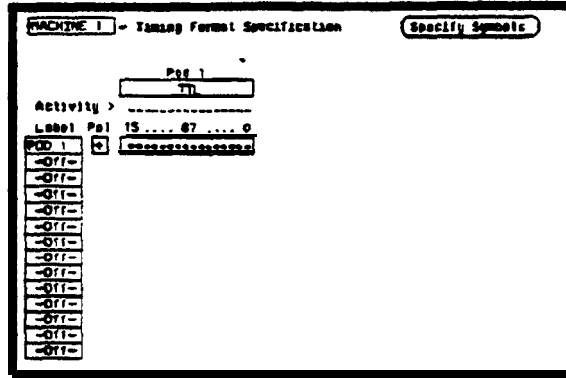 MACHINE 1 - Timing Format Specification Specify Symbols
Pod 1
TTL
Activity > ----------------
Label Pol 15 .... 87 .... 0
POD 1 + ****************
-Off-
-Off-
-Off-
-Off-
-Off-
-Off-
-Off-
-Off-
-Off-
-Off-
-Off-
-Off-
-Off-